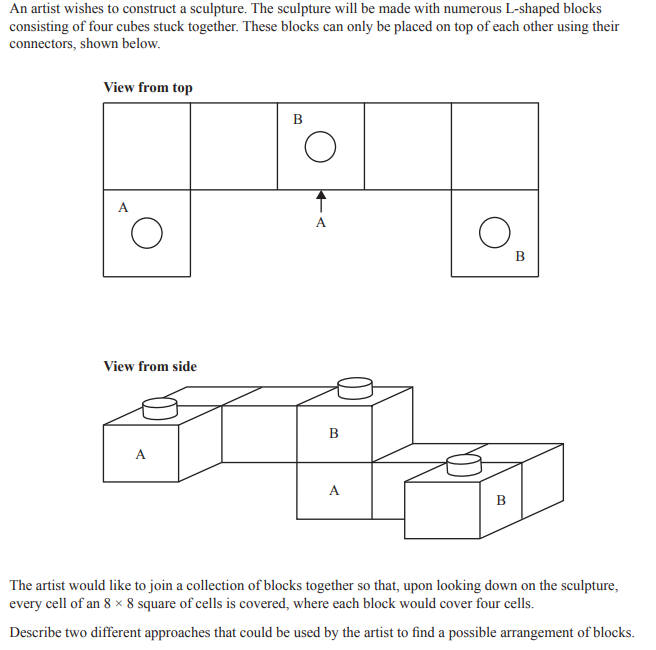 An artist wishes to construct a sculpture. The sculpture will be made with numerous L-shaped blocks
consisting of four cubes stuck together. These blocks can only be placed on top of each other using their
connectors, shown below.
View from top
B
A
A
B
View from side
B
A
A
B
The artist would like to join a collection of blocks together so that, upon looking down on the sculpture,
every cell of an 8 × 8 square of cells is covered, where each block would cover four cells.
Describe two different approaches that could be used by the artist to find a possible arrangement of blocks.